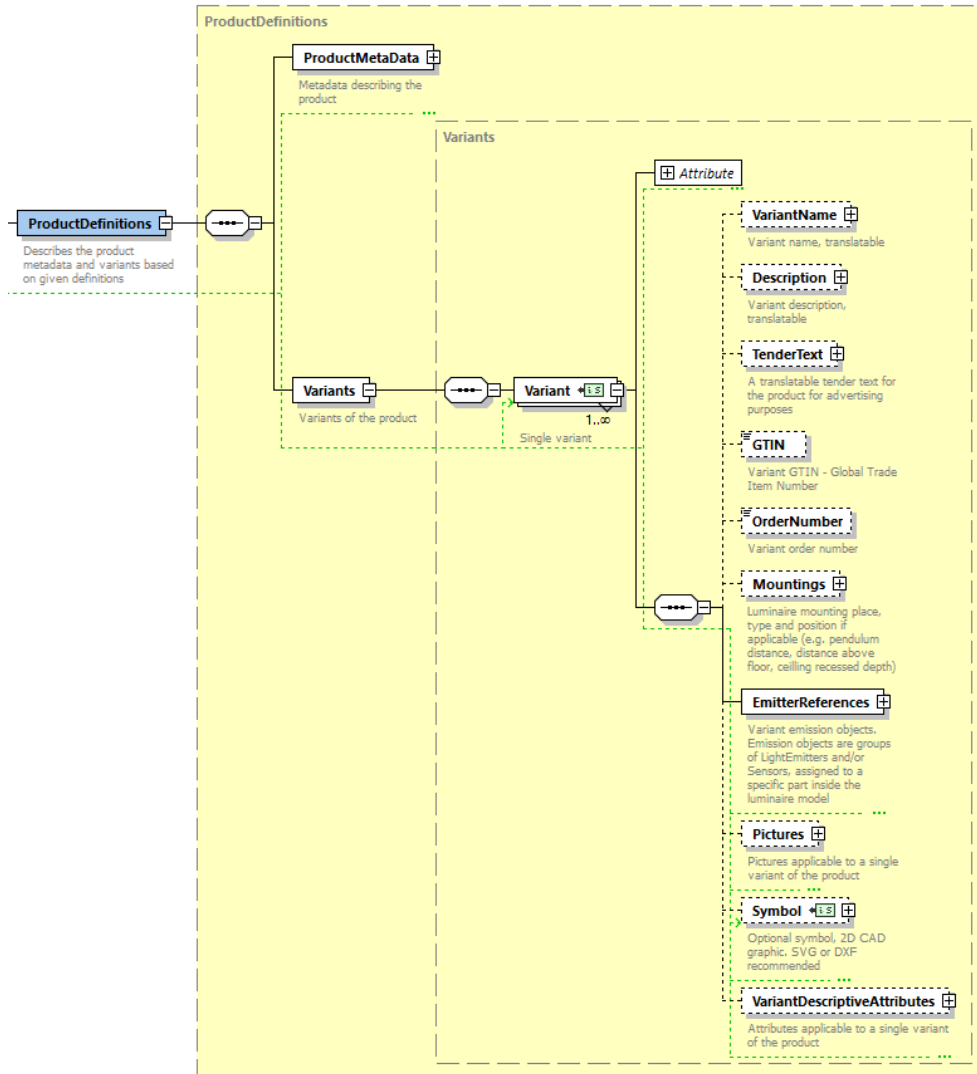 ProductDefinitions
ProductMetaData
Metadata describing the
product
Variants
Attribute
ProductDefinitions
Describes the product
metadata and variants based
on given definitions
VariantName
Variant name, translatable
Description
Variant description,
translatable
TenderText
A translatable tender text for
the product for advertising
purposes
Variants
Variants of the product
Variant
1..∞
Single variant
GTIN
Variant GTIN - Global Trade
Item Number
OrderNumber
Variant order number
Mountings
Luminaire mounting place,
type and position if
applicable (e.g. pendulum
distance, distance above
floor, ceilling recessed depth)
EmitterReferences
Variant emission objects.
Emission objects are groups
of LightEmitters and/or
Sensors, assigned to a
specific part inside the
luminaire model
Pictures
Pictures applicable to a single
variant of the product
Symbol
Optional symbol, 2D CAD
graphic. SVG or DXF
recommended
VariantDescriptiveAttributes
Attributes applicable to a single variant
of the product